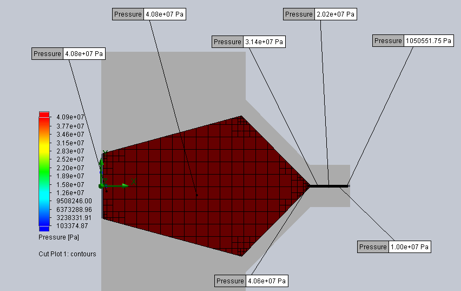 Pressure 4.08e+07 Pa
Pressure 2.02e+07 Pa
Pressure 3.14e+07 Pa
Pressure 1050551.75 Pa
Pressure 4.08e+07 Pa
4.09e+07
3.77e+07
3.46e+07
3.15e+07
2.83e+07
2.52e+07
2.20e+07
1.89e+07
1.58e+07
1.26e+07
9508246.00
6373288.96
3238331.91
103374.87
Pressure [Pa]
Cut Plot 1: contours
Pressure 1.00e+07 Pa
Pressure 4.06e+07 Pa